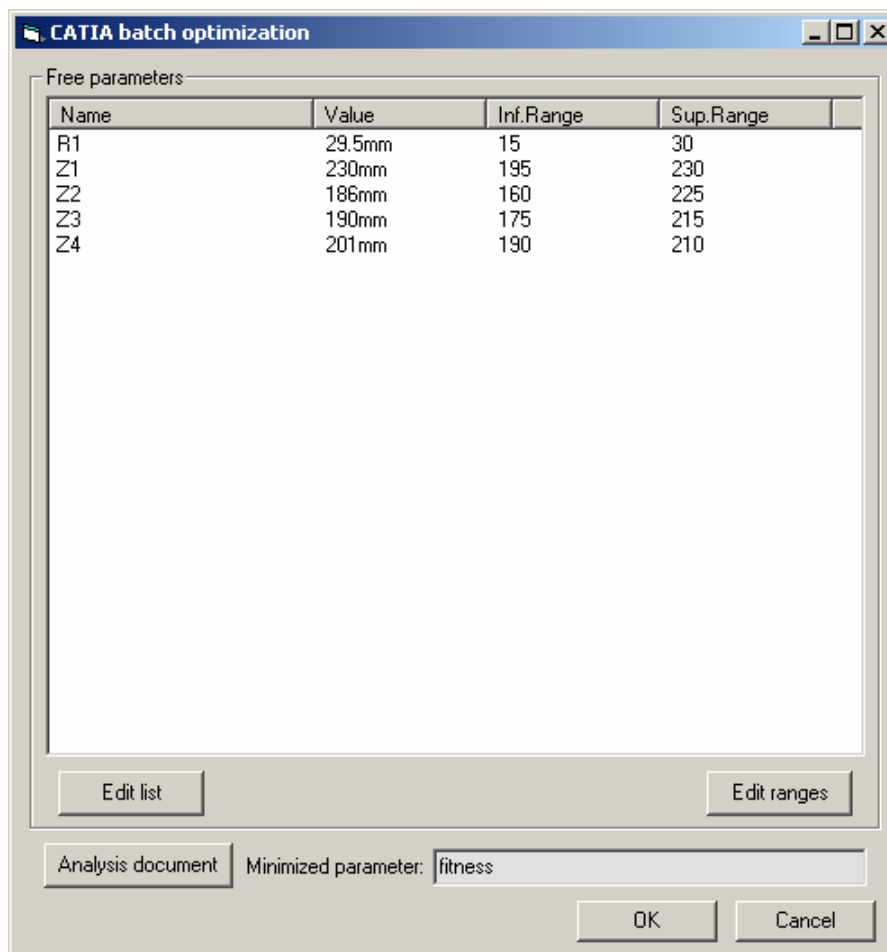 CATIA batch optimization
Free parameters
Name Value Inf.Range Sup.Range
R1 29.5mm 15 30
Z1 230mm 195 230
Z2 186mm 160 225
Z3 190mm 175 215
Z4 201mm 190 210
Edit list Edit ranges
Analysis document Minimized parameter: fitness
OK Cancel